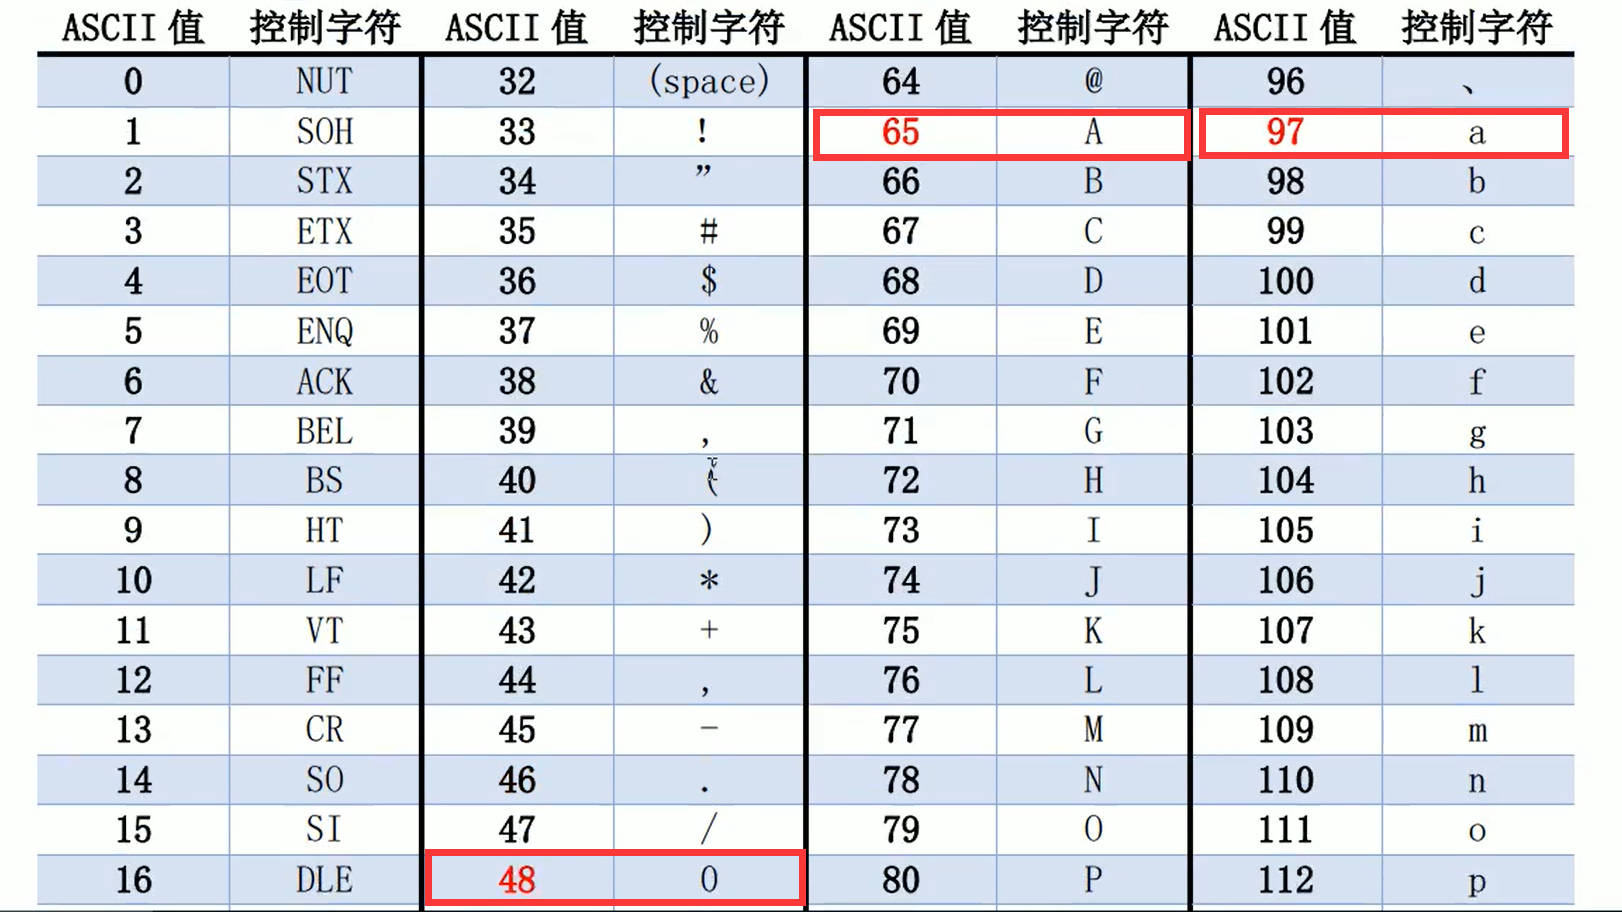 ASCII 值 控制字符 ASCII 值 控制字符 ASCII 值 控制字符 ASCII 值 控制字符
0 NUT 32 (space) 64 @ 96 、
1 SOH 33 ! 65 A 97 a
2 STX 34 ” 66 B 98 b
3 ETX 35 # 67 C 99 c
4 EOT 36 $ 68 D 100 d
5 ENQ 37 % 69 E 101 e
6 ACK 38 & 70 F 102 f
7 BEL 39 , 71 G 103 g
8 BS 40 ( 72 H 104 h
9 HT 41 ) 73 I 105 i
10 LF 42 * 74 J 106 j
11 VT 43 + 75 K 107 k
12 FF 44 , 76 L 108 l
13 CR 45 - 77 M 109 m
14 SO 46 . 78 N 110 n
15 SI 47 / 79 O 111 o
16 DLE 48 0 80 P 112 p